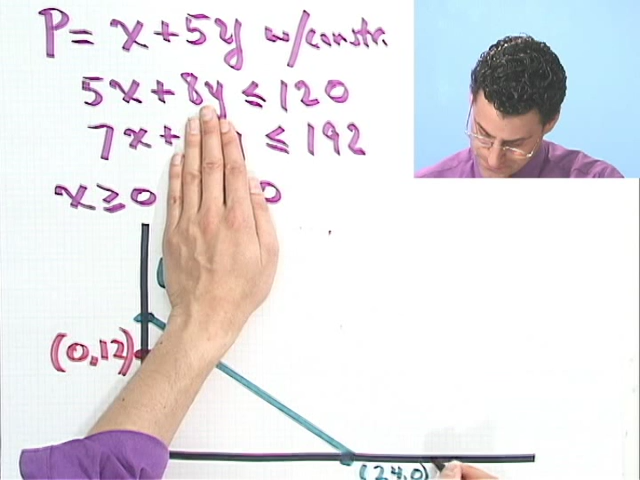 P = x + 5y w/constr.
5x + 8y ≤ 120
7x + ≤ 192
x ≥ 0 0
(0,12)
(24,0)